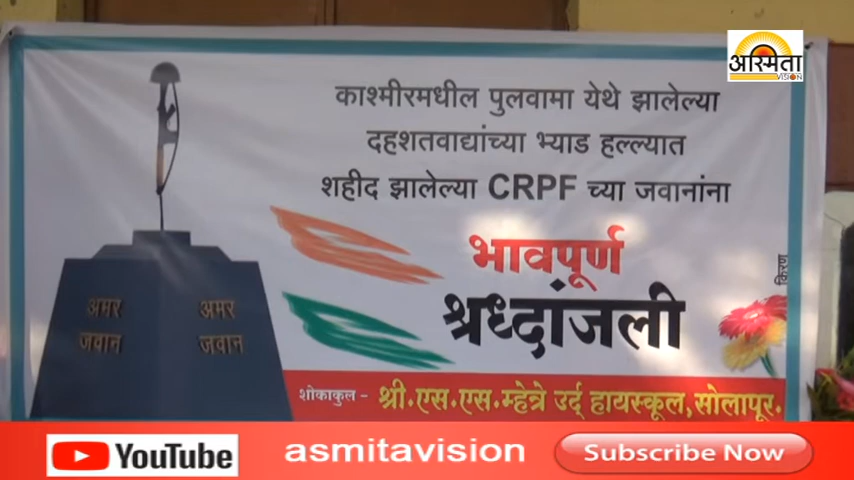 अस्मिता
VISION
काश्मीरमधील पुलवामा येथे झालेल्या
दहशतवाद्यांच्या भ्याड हल्ल्यात
शहीद झालेल्या CRPF च्या जवानांना
भावपूर्ण
श्रध्दांजली
किरण
अमर जवान
अमर जवान
शोकाकुल - श्री.एस.एस.म्हेत्रे उर्दू हायस्कूल,सोलापूर.
YouTube asmitavision Subscribe Now